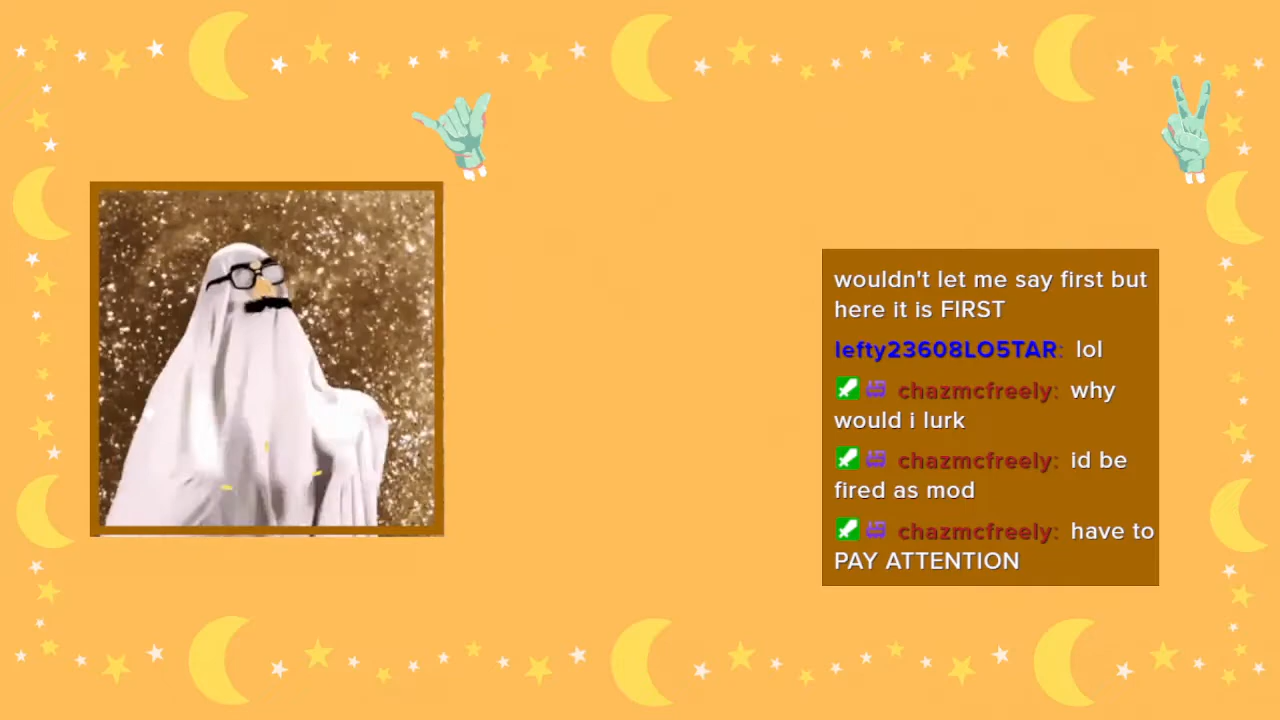 wouldn't let me say first but
here it is FIRST
lefty23608LO5TAR: lol
chazmcfreely: why
would i lurk
chazmcfreely: id be
fired as mod
chazmcfreely: have to
PAY ATTENTION